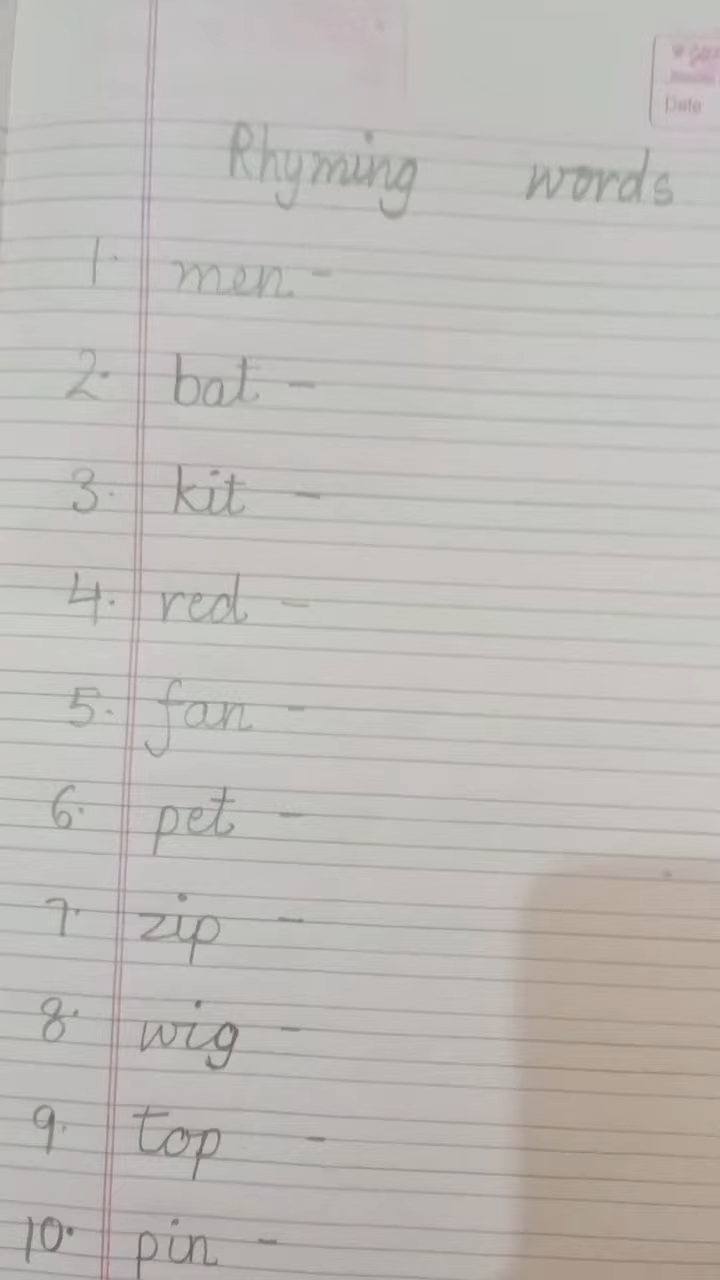 Date
Rhyming words
1. men -
2. bat -
3. kit -
4. red -
5. fan -
6. pet -
7. zip -
8. wig -
9. top -
10. pin -